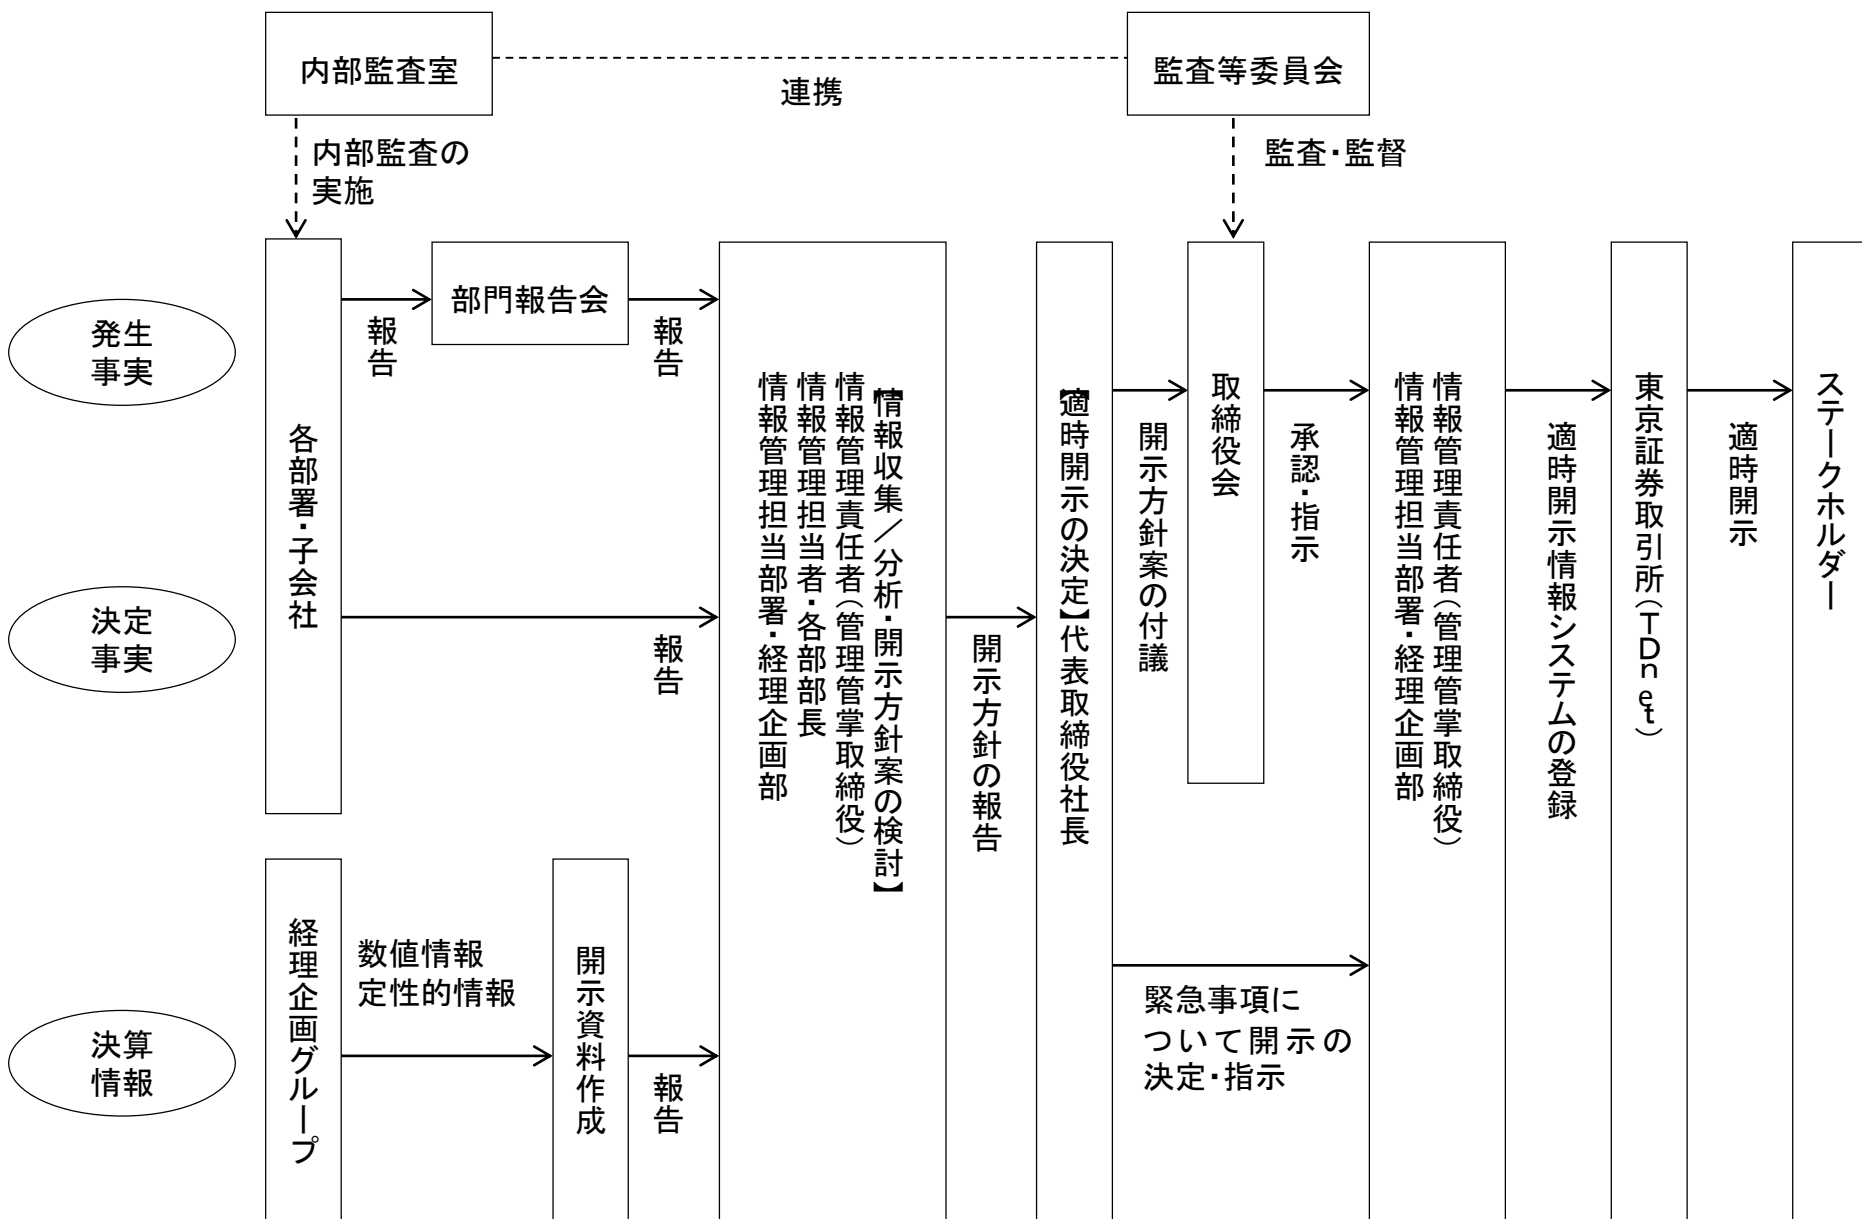 内部監査室
連携
監査等委員会
内部監査の
実施
監査・監督
発生
事実
決定
事実
決算
情報
各部署・子会社
報告
部門報告会
報告
報告
経理企画グループ
数値情報
定性的情報
開示資料作成
報告
【情報収集／分析・開示方針案の検討】
情報管理責任者（管理管掌取締役）
情報管理担当者・各部部長
情報管理担当部署・経理企画部
開示方針の報告
【適時開示の決定】代表取締役社長
開示方針案の付議
取締役会
承認・指示
緊急事項に
ついて開示の
決定・指示
情報管理責任者（管理管掌取締役）
情報管理担当部署・経理企画部
適時開示情報システムの登録
東京証券取引所（TDnet）
適時開示
ステークホルダー